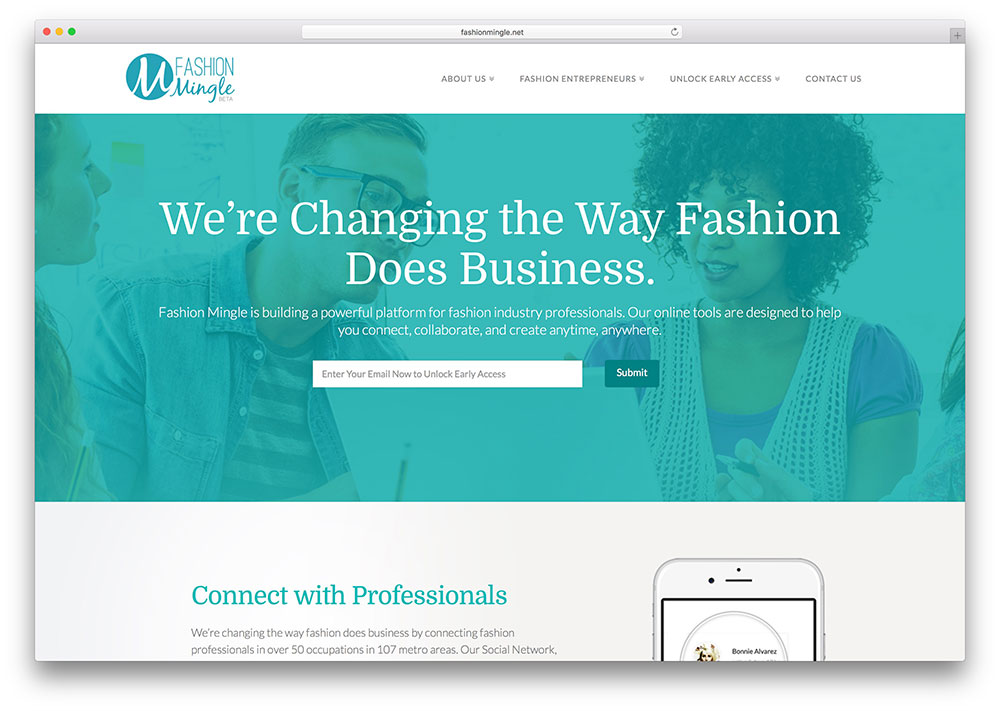 fashionmingle.net
FASHION
Mingle
BETA
ABOUT US FASHION ENTREPRENEURS UNLOCK EARLY ACCESS CONTACT US
We're Changing the Way Fashion
Does Business.
Fashion Mingle is building a powerful platform for fashion industry professionals. Our online tools are designed to help
you connect, collaborate, and create anytime, anywhere.
Enter Your Email Now to Unlock Early Access
Submit
Connect with Professionals
We're changing the way fashion does business by connecting fashion
professionals in over 50 occupations in 107 metro areas. Our Social Network,
Bonnie Alvarez